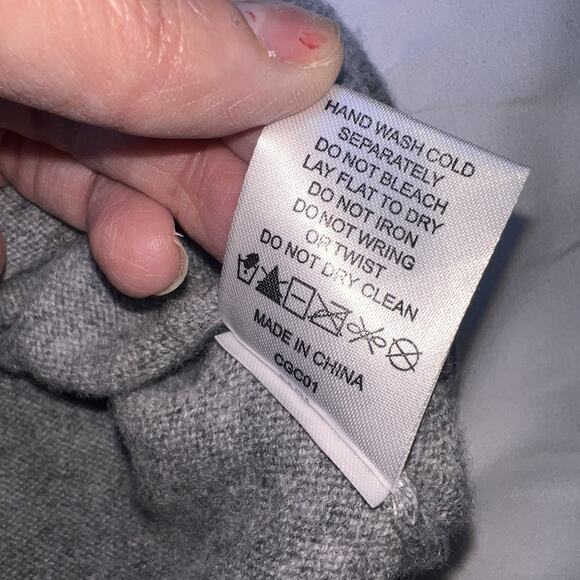 HAND WASH COLD
SEPARATELY
DO NOT BLEACH
LAY FLAT TO DRY
DO NOT IRON
DO NOT WRING
OR TWIST
DO NOT DRY CLEAN
MADE IN CHINA
CGC01